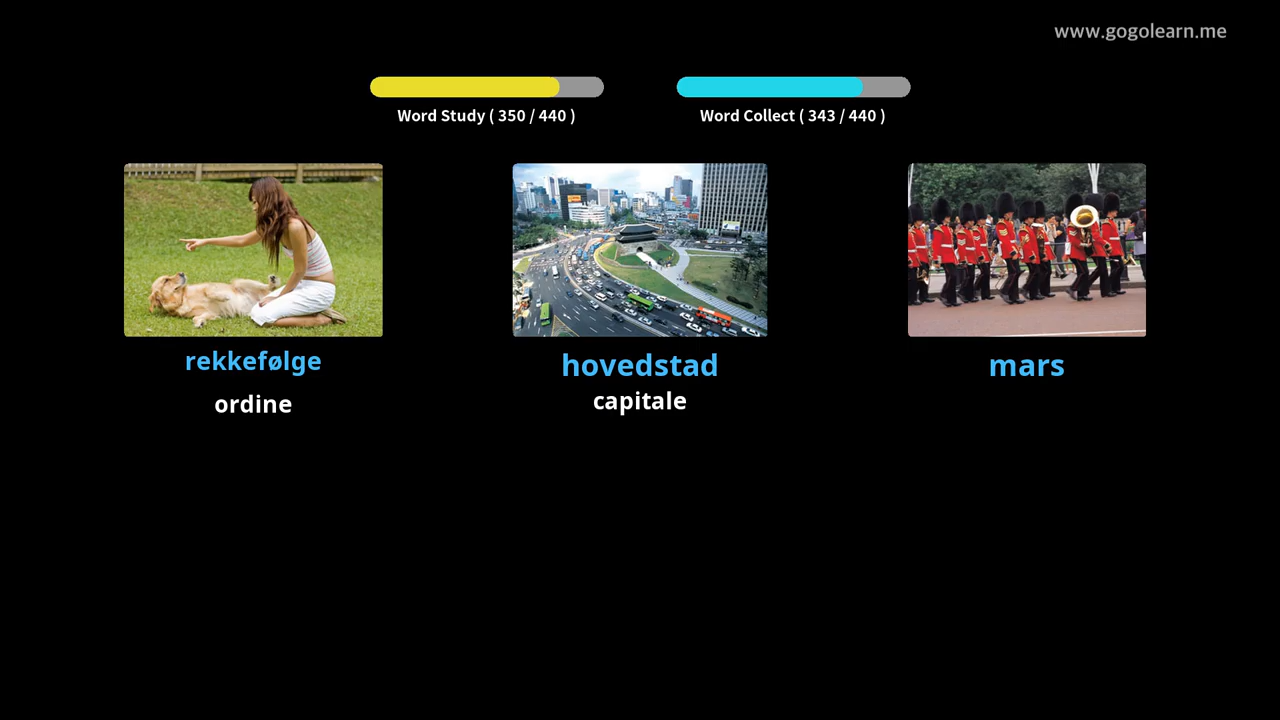 www.gogolearn.me
Word Study ( 350 / 440 )
Word Collect ( 343 / 440 )
rekkefølge
ordine
hovedstad
capitale
mars